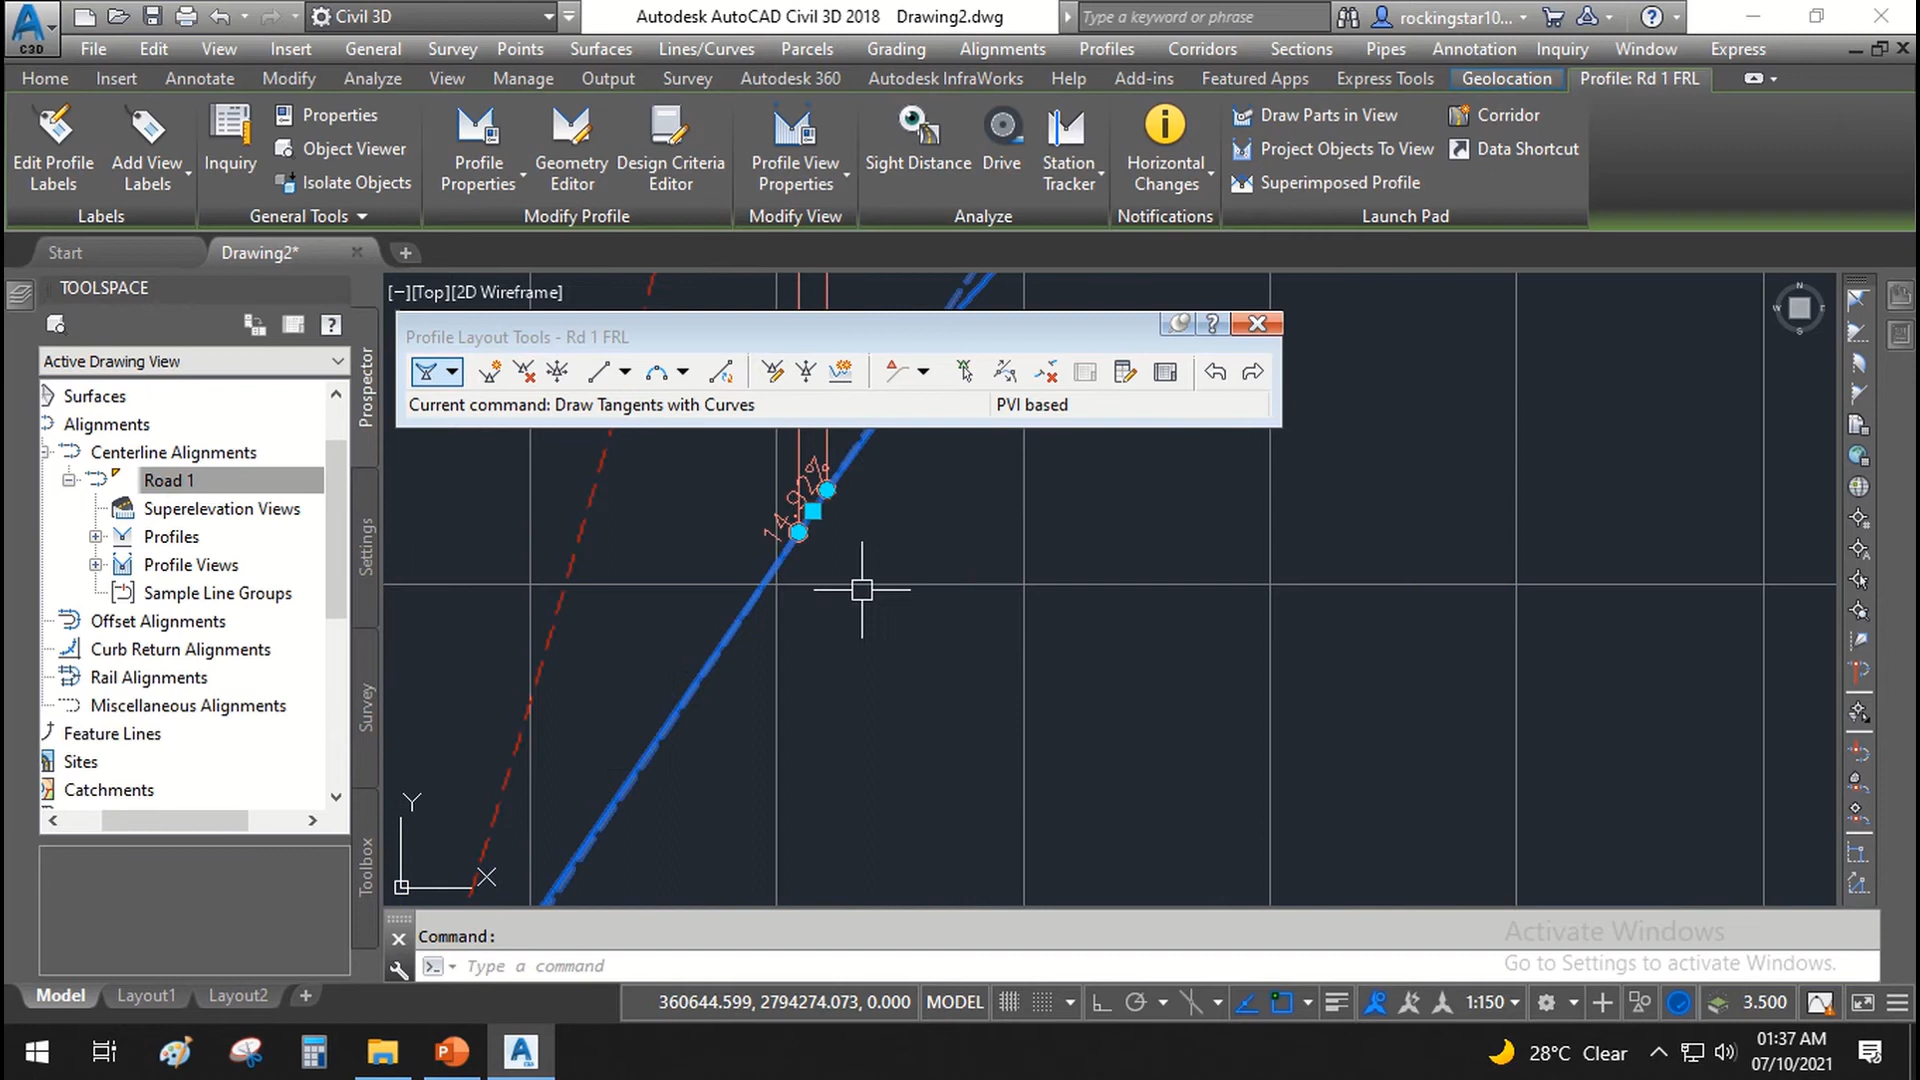 C3D
Civil 3D
Autodesk AutoCAD Civil 3D 2018 Drawing2.dwg
Type a keyword or phrase
rockingstar10...
File Edit View Insert General Survey Points Surfaces Lines/Curves Parcels Grading Alignments Profiles Corridors Sections Pipes Annotation Inquiry Window Express
Home Insert Annotate Modify Analyze View Manage Output Survey Autodesk 360 Autodesk InfraWorks Help Add-ins Featured Apps Express Tools Geolocation Profile: Rd 1 FRL
Edit Profile Labels
Add View Labels
Labels
Inquiry
Properties
Object Viewer
Isolate Objects
General Tools
Profile Properties
Geometry Editor
Design Criteria Editor
Modify Profile
Profile View Properties
Modify View
Sight Distance
Drive
Station Tracker
Analyze
Horizontal Changes
Notifications
Draw Parts in View
Project Objects To View
Superimposed Profile
Corridor
Data Shortcut
Launch Pad
Start
Drawing2*
TOOLSPACE
Active Drawing View
Surfaces
Alignments
Centerline Alignments
Road 1
Superelevation Views
Profiles
Profile Views
Sample Line Groups
Offset Alignments
Curb Return Alignments
Rail Alignments
Miscellaneous Alignments
Feature Lines
Sites
Catchments
Prospector
Settings
Survey
Toolbox
[−][Top][2D Wireframe]
Profile Layout Tools - Rd 1 FRL
Current command: Draw Tangents with Curves
PVI based
N
S
Y
X
Command:
Type a command
Activate Windows
Go to Settings to activate Windows.
Model Layout1 Layout2
360644.599, 2794274.073, 0.000 MODEL
1:150
3.500
28°C Clear
01:37 AM
07/10/2021